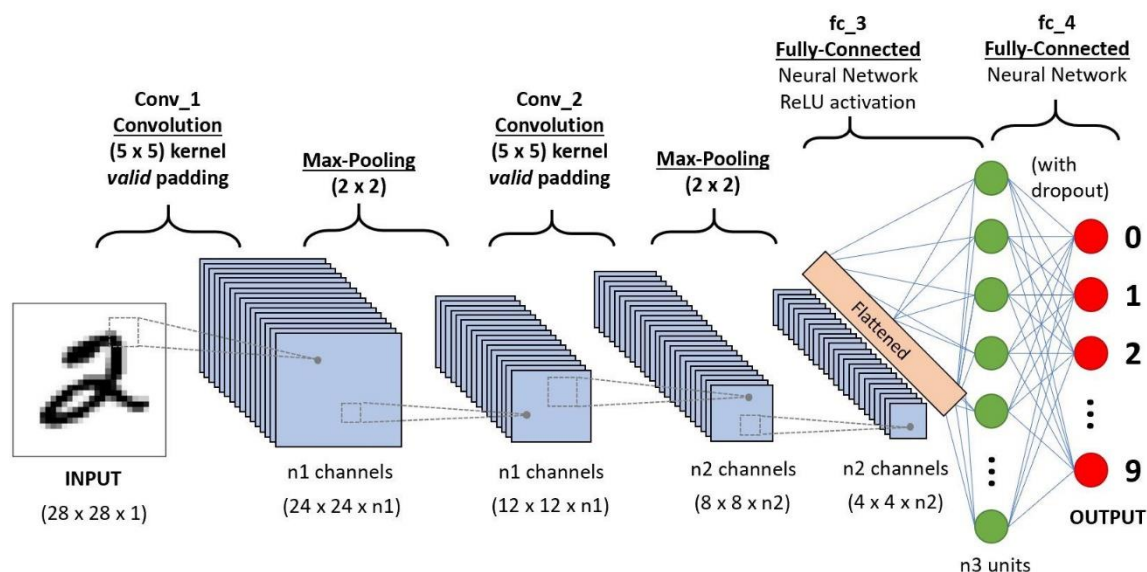 fc_3
Fully-Connected
Neural Network
ReLU activation
fc_4
Fully-Connected
Neural Network
Conv_1
Convolution
(5 x 5) kernel
valid padding
Max-Pooling
(2 x 2)
Conv_2
Convolution
(5 x 5) kernel
valid padding
Max-Pooling
(2 x 2)
(with
dropout)
Flattened
0
1
2
9
2
INPUT
(28 x 28 x 1)
n1 channels
(24 x 24 x n1)
n1 channels
(12 x 12 x n1)
n2 channels
(8 x 8 x n2)
n2 channels
(4 x 4 x n2)
n3 units
OUTPUT